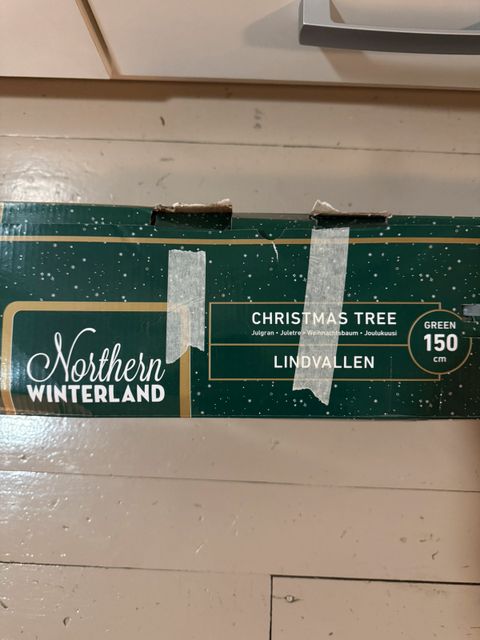 Northern
WINTERLAND
CHRISTMAS TREE
Julgran • Juletre • Weihnachtsbaum • Joulukuusi
LINDVALLEN
GREEN
150
cm